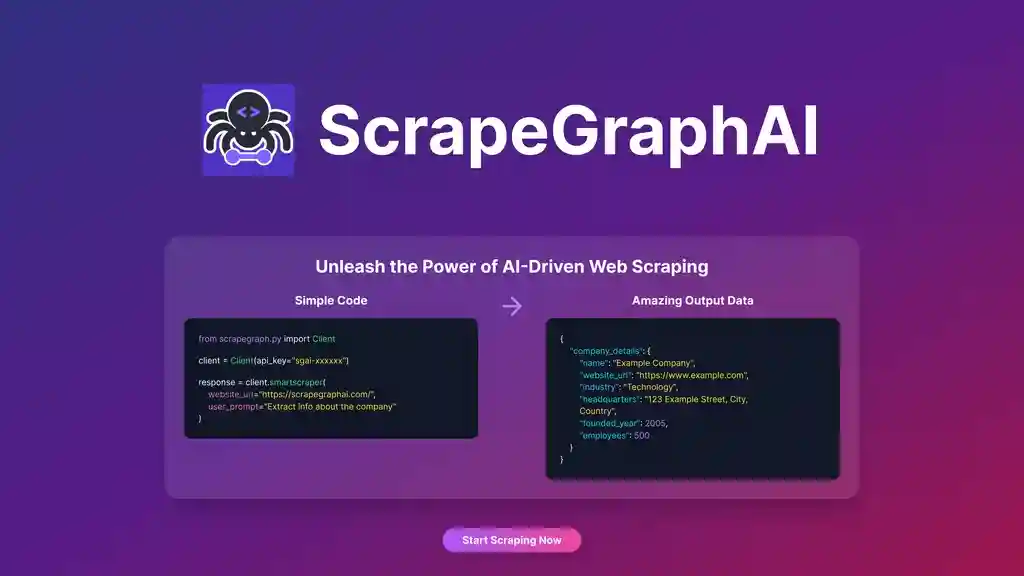 <>
ScrapeGraphAI
Unleash the Power of AI-Driven Web Scraping
Simple Code
from scrapegraph.py import Client
client = Client(api_key="sgai-xxxxxx")
response = client.smartscraper(
website_url="https://scrapegraphai.com/",
user_prompt="Extract info about the company"
)
Amazing Output Data
{
"company_details": {
"name": "Example Company",
"website_url": "https://www.example.com",
"industry": "Technology",
"headquarters": "123 Example Street, City,
Country",
"founded_year": 2005,
"employees": 500
}
}
Start Scraping Now